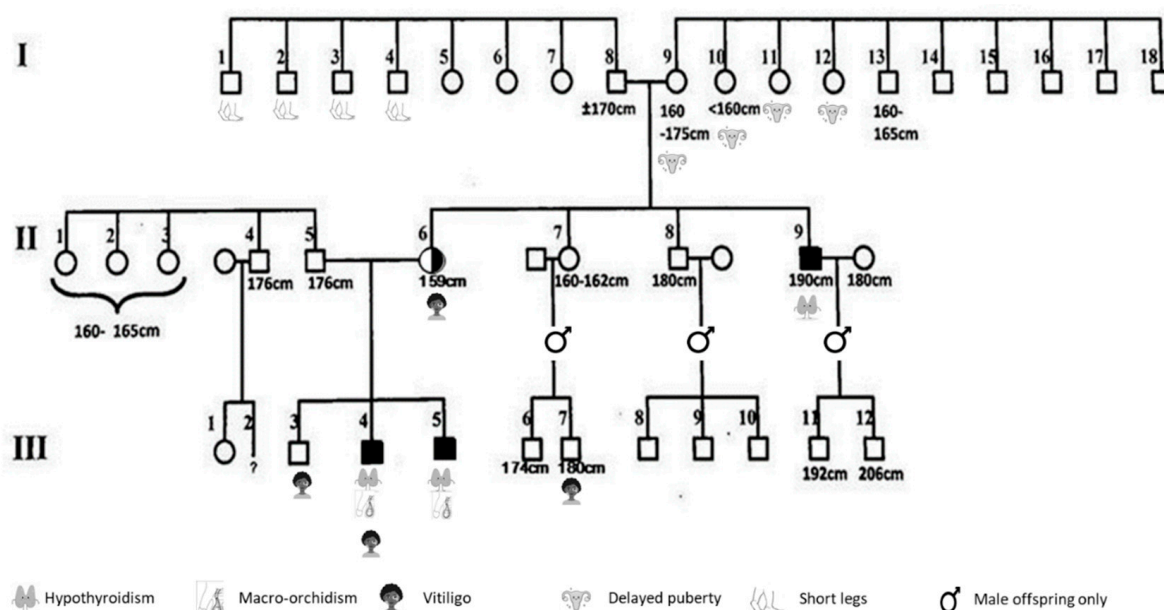 I
1 2 3 4 5 6 7 8 9 10 11 12 13 14 15 16 17 18
±170cm 160 -175cm <160cm 160- 165cm
II
1 2 3 4 5 6 7 8 9
176cm 176cm 159cm 160-162cm 180cm 190cm 180cm
160- 165cm
III
1 2 3 4 5 6 7 8 9 10 11 12
? 174cm 180cm 192cm 206cm
Hypothyroidism Macro-orchidism Vitiligo Delayed puberty Short legs Male offspring only